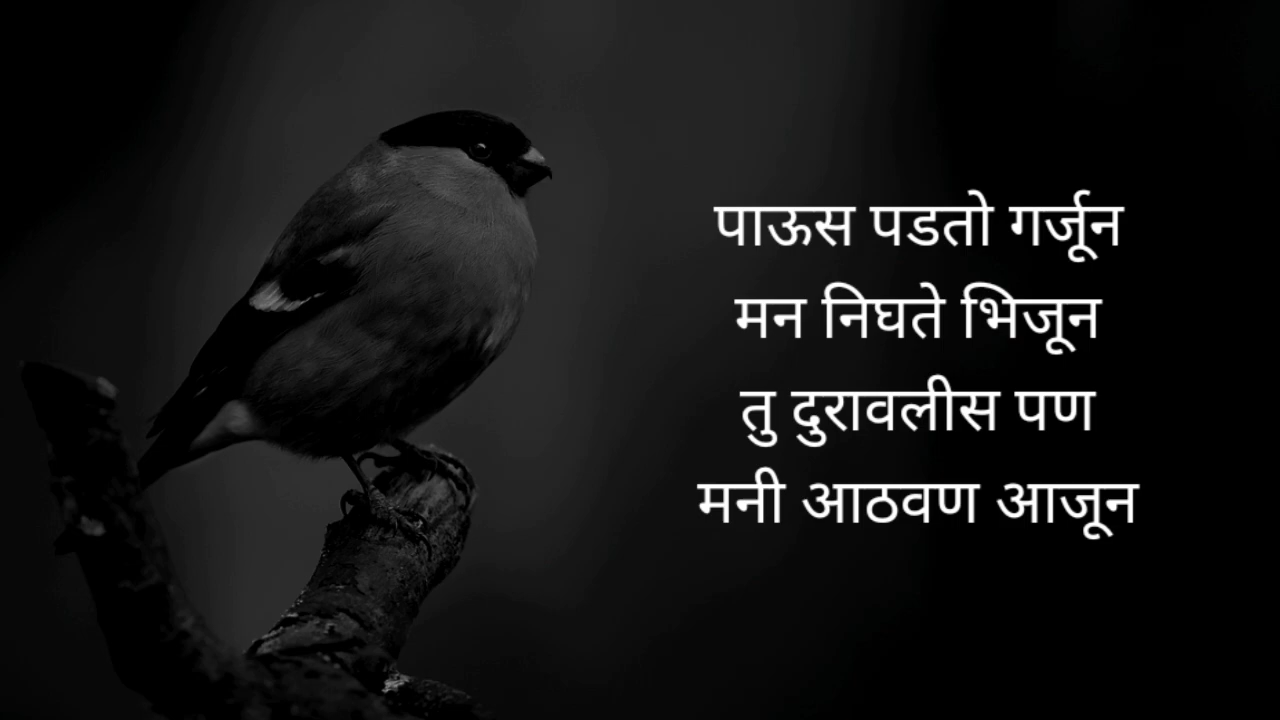 पाऊस पडतो गर्जून
मन निघते भिजून
तु दुरावलीस पण
मनी आठवण आजून